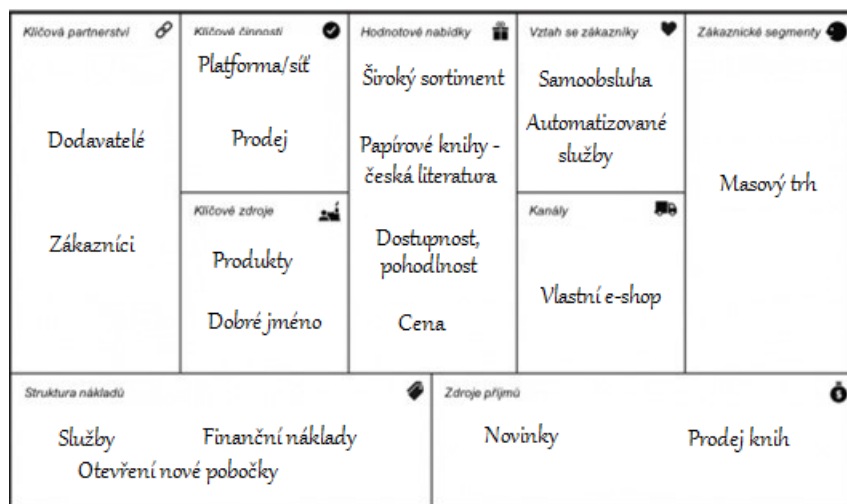 Klíčová partnerství
Dodavatelé
Zákazníci
Klíčové činnosti
Platforma/síť
Prodej
Klíčové zdroje
Produkty
Dobré jméno
Hodnotové nabídky
Široký sortiment
Papírové knihy -
česká literatura
Dostupnost,
pohodlnost
Cena
Vztah se zákazníky
Samoobsluha
Automatizované
služby
Kanály
Vlastní e-shop
Zákaznické segmenty
Masový trh
Struktura nákladů
Služby
Finanční náklady
Otevření nové pobočky
Zdroje příjmů
Novinky
Prodej knih